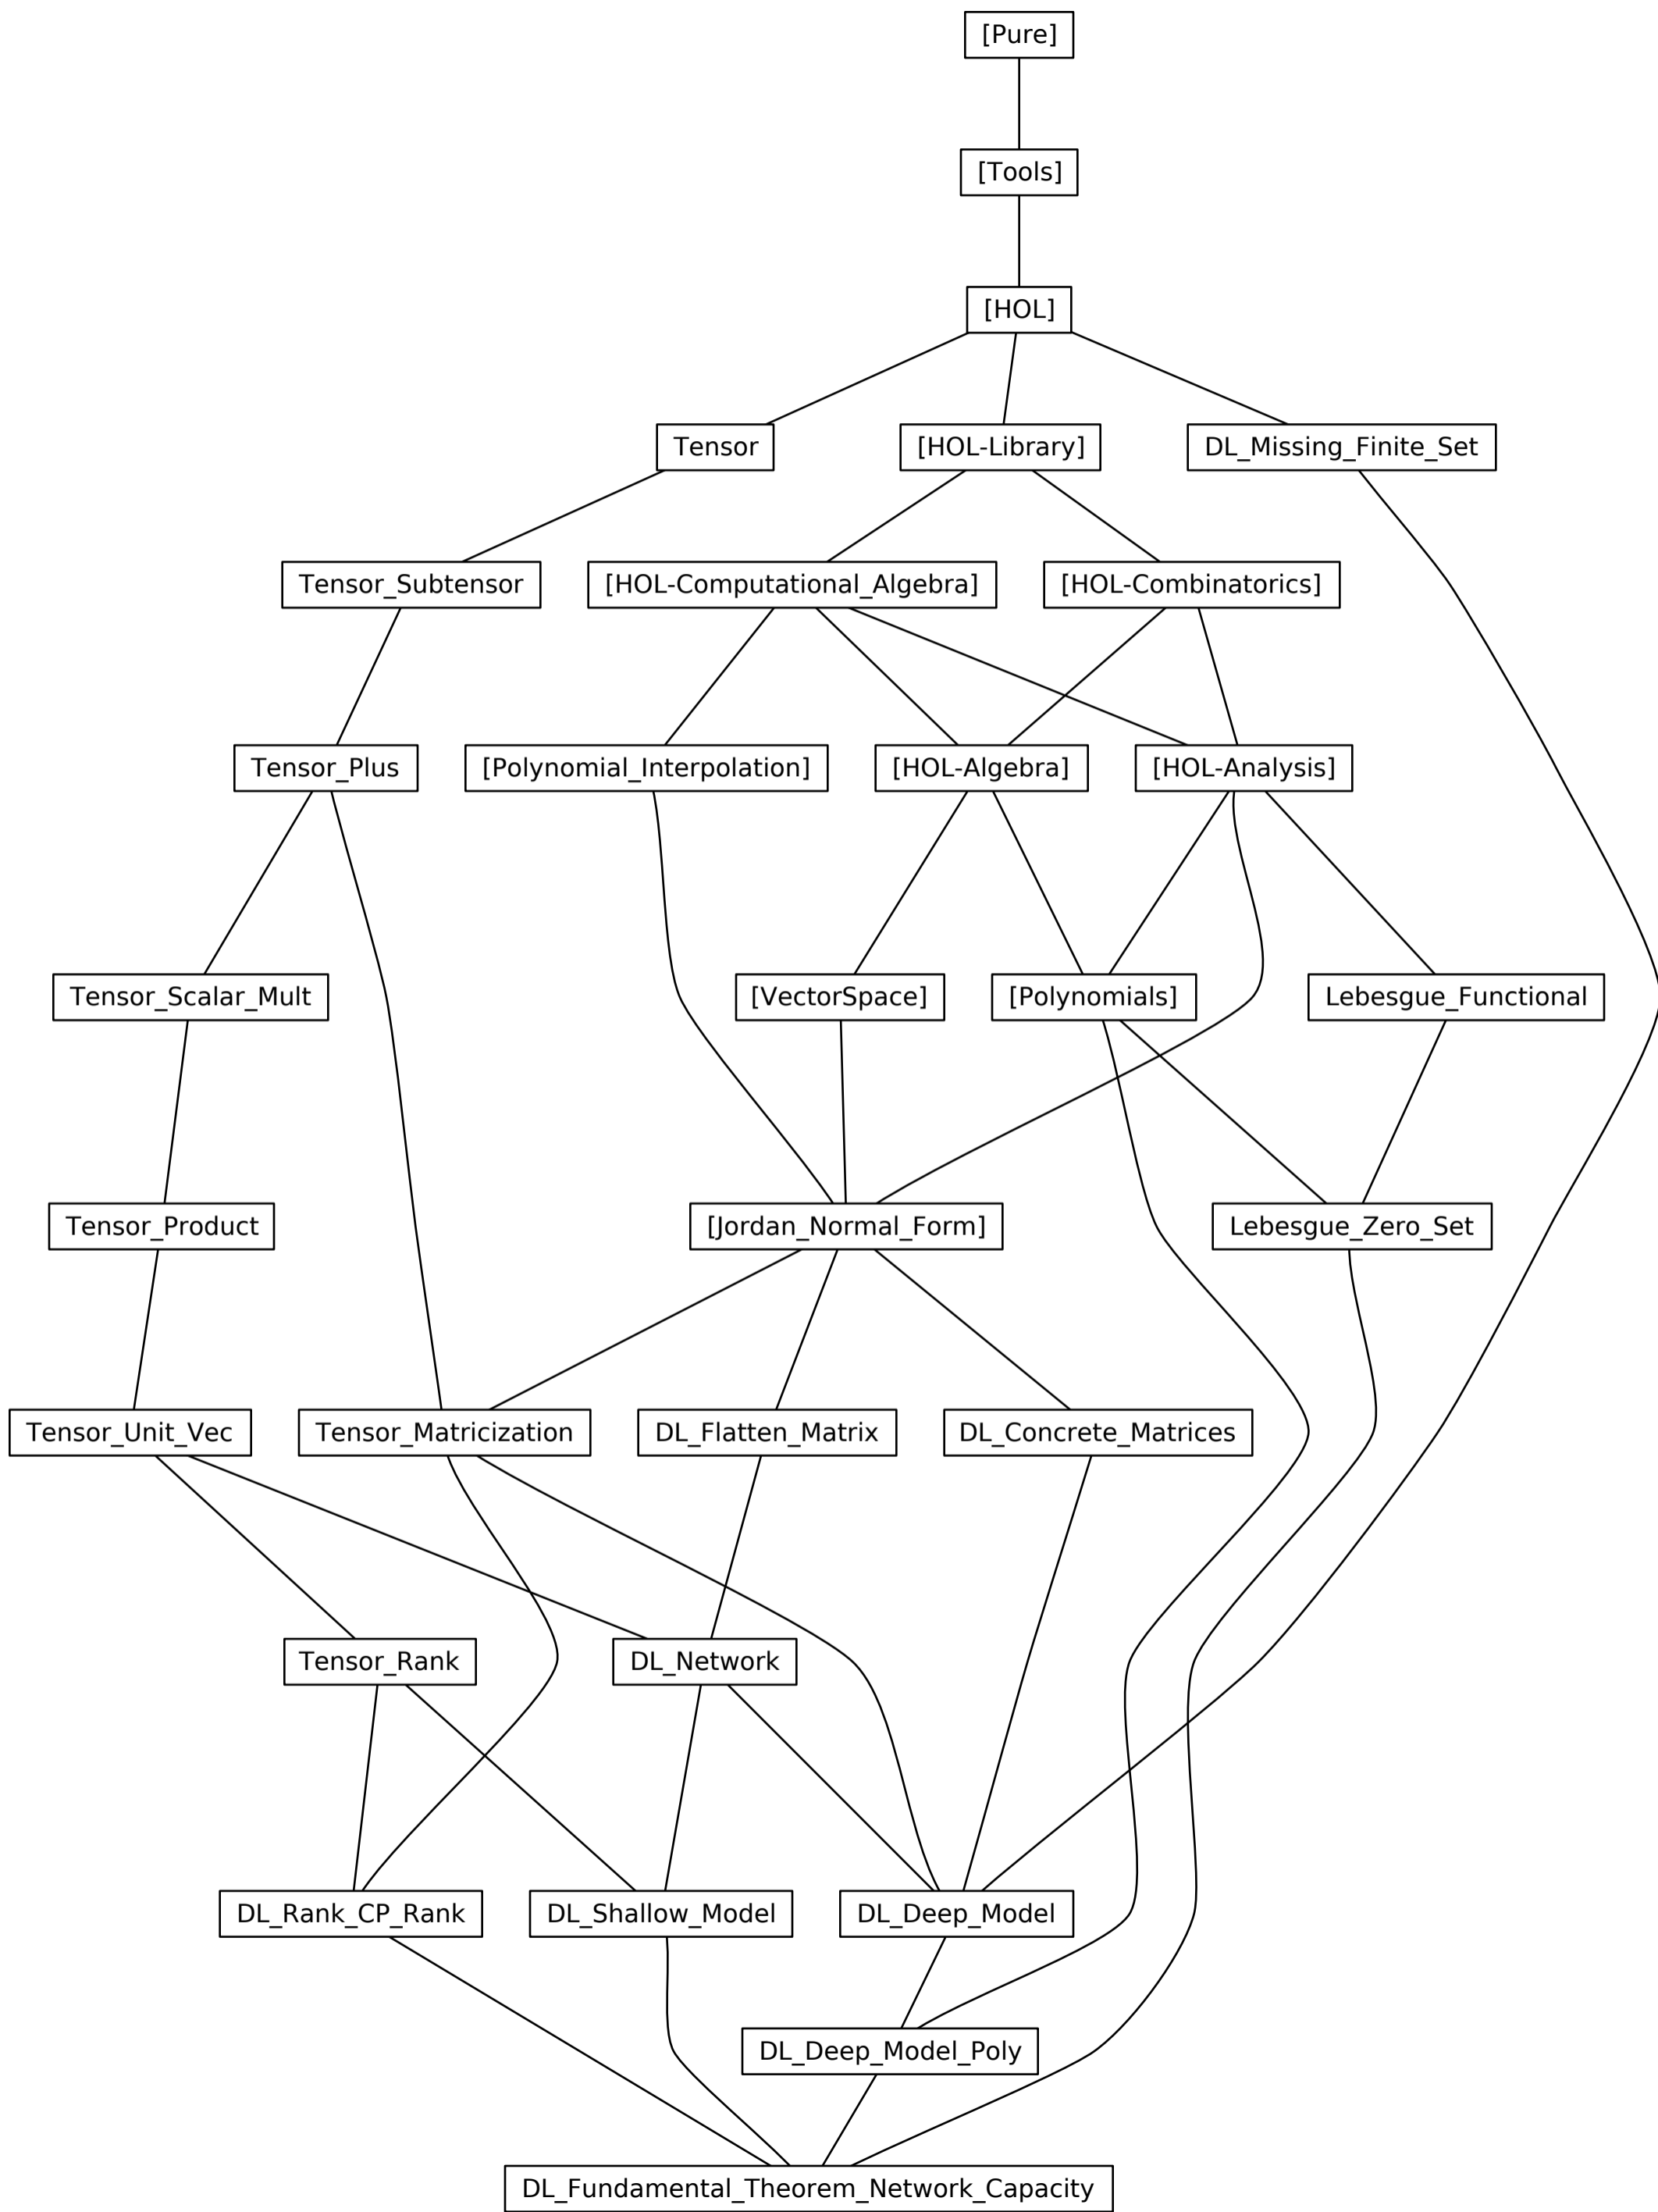 [Pure]
[Tools]
[HOL]
Tensor
[HOL-Library]
DL_Missing_Finite_Set
Tensor_Subtensor
[HOL-Computational_Algebra]
[HOL-Combinatorics]
Tensor_Plus
[Polynomial_Interpolation]
[HOL-Algebra]
[HOL-Analysis]
Tensor_Scalar_Mult
[VectorSpace]
[Polynomials]
Lebesgue_Functional
Tensor_Product
[Jordan_Normal_Form]
Lebesgue_Zero_Set
Tensor_Unit_Vec
Tensor_Matricization
DL_Flatten_Matrix
DL_Concrete_Matrices
Tensor_Rank
DL_Network
DL_Rank_CP_Rank
DL_Shallow_Model
DL_Deep_Model
DL_Deep_Model_Poly
DL_Fundamental_Theorem_Network_Capacity